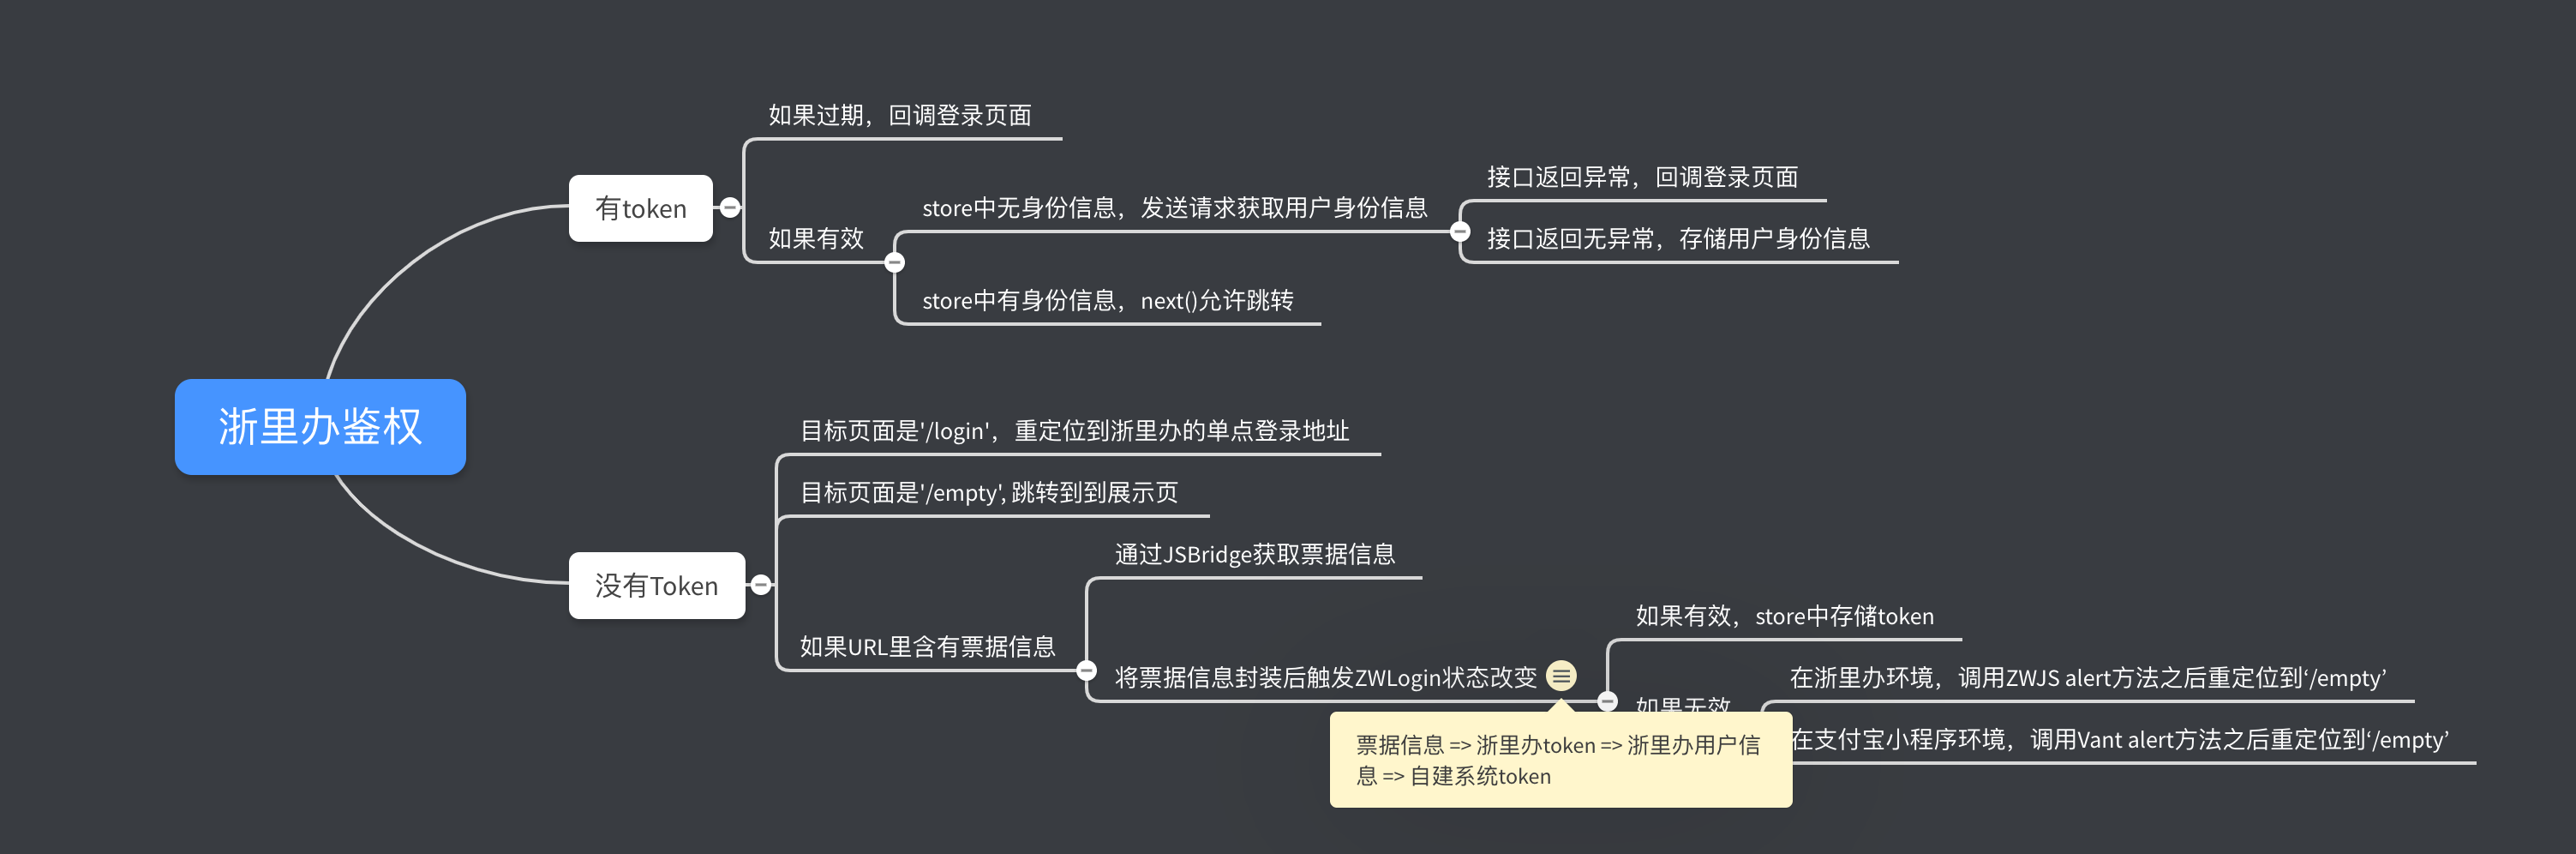 浙里办鉴权
有token
如果过期，回调登录页面
如果有效
store中无身份信息，发送请求获取用户身份信息
接口返回异常，回调登录页面
接口返回无异常，存储用户身份信息
store中有身份信息，next()允许跳转
没有Token
目标页面是'/login'，重定位到浙里办的单点登录地址
目标页面是'/empty', 跳转到到展示页
如果URL里含有票据信息
通过JSBridge获取票据信息
将票据信息封装后触发ZWLogin状态改变
票据信息 => 浙里办token => 浙里办用户信
息 => 自建系统token
如果有效，store中存储token
如果无效
在浙里办环境，调用ZWJS alert方法之后重定位到‘/empty’
在支付宝小程序环境，调用Vant alert方法之后重定位到‘/empty’